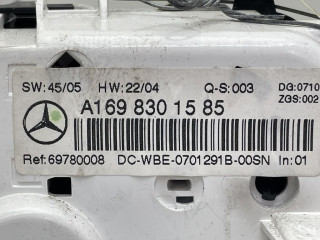 SW: 45/05 HW: 22/04 Q-S: 003 DG:0710
ZGS:002
A169 830 15 85
Ref: 69780008 DC-WBE-0701291B-00SN In: 01